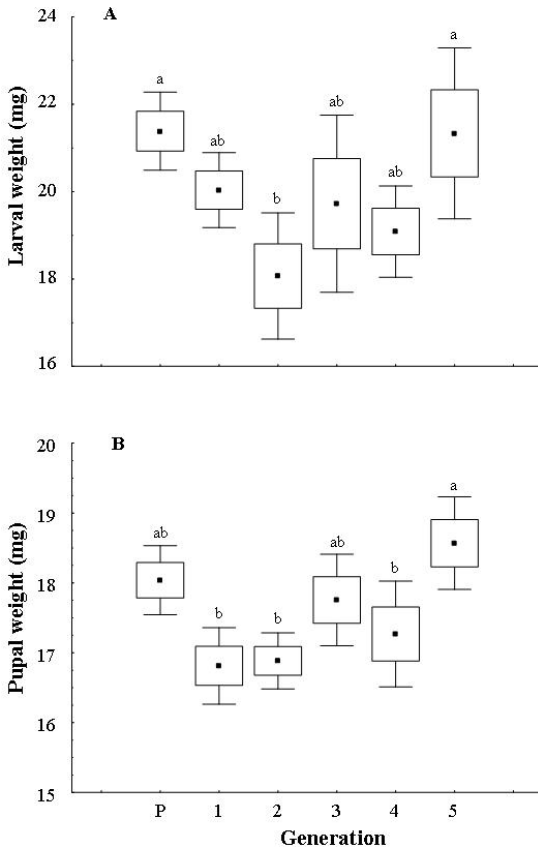 A
24
22
20
18
16
Larval weight (mg)
a
ab
b
ab
ab
a
B
20
19
18
17
16
15
Pupal weight (mg)
ab
b
b
ab
b
a
P 1 2 3 4 5
Generation